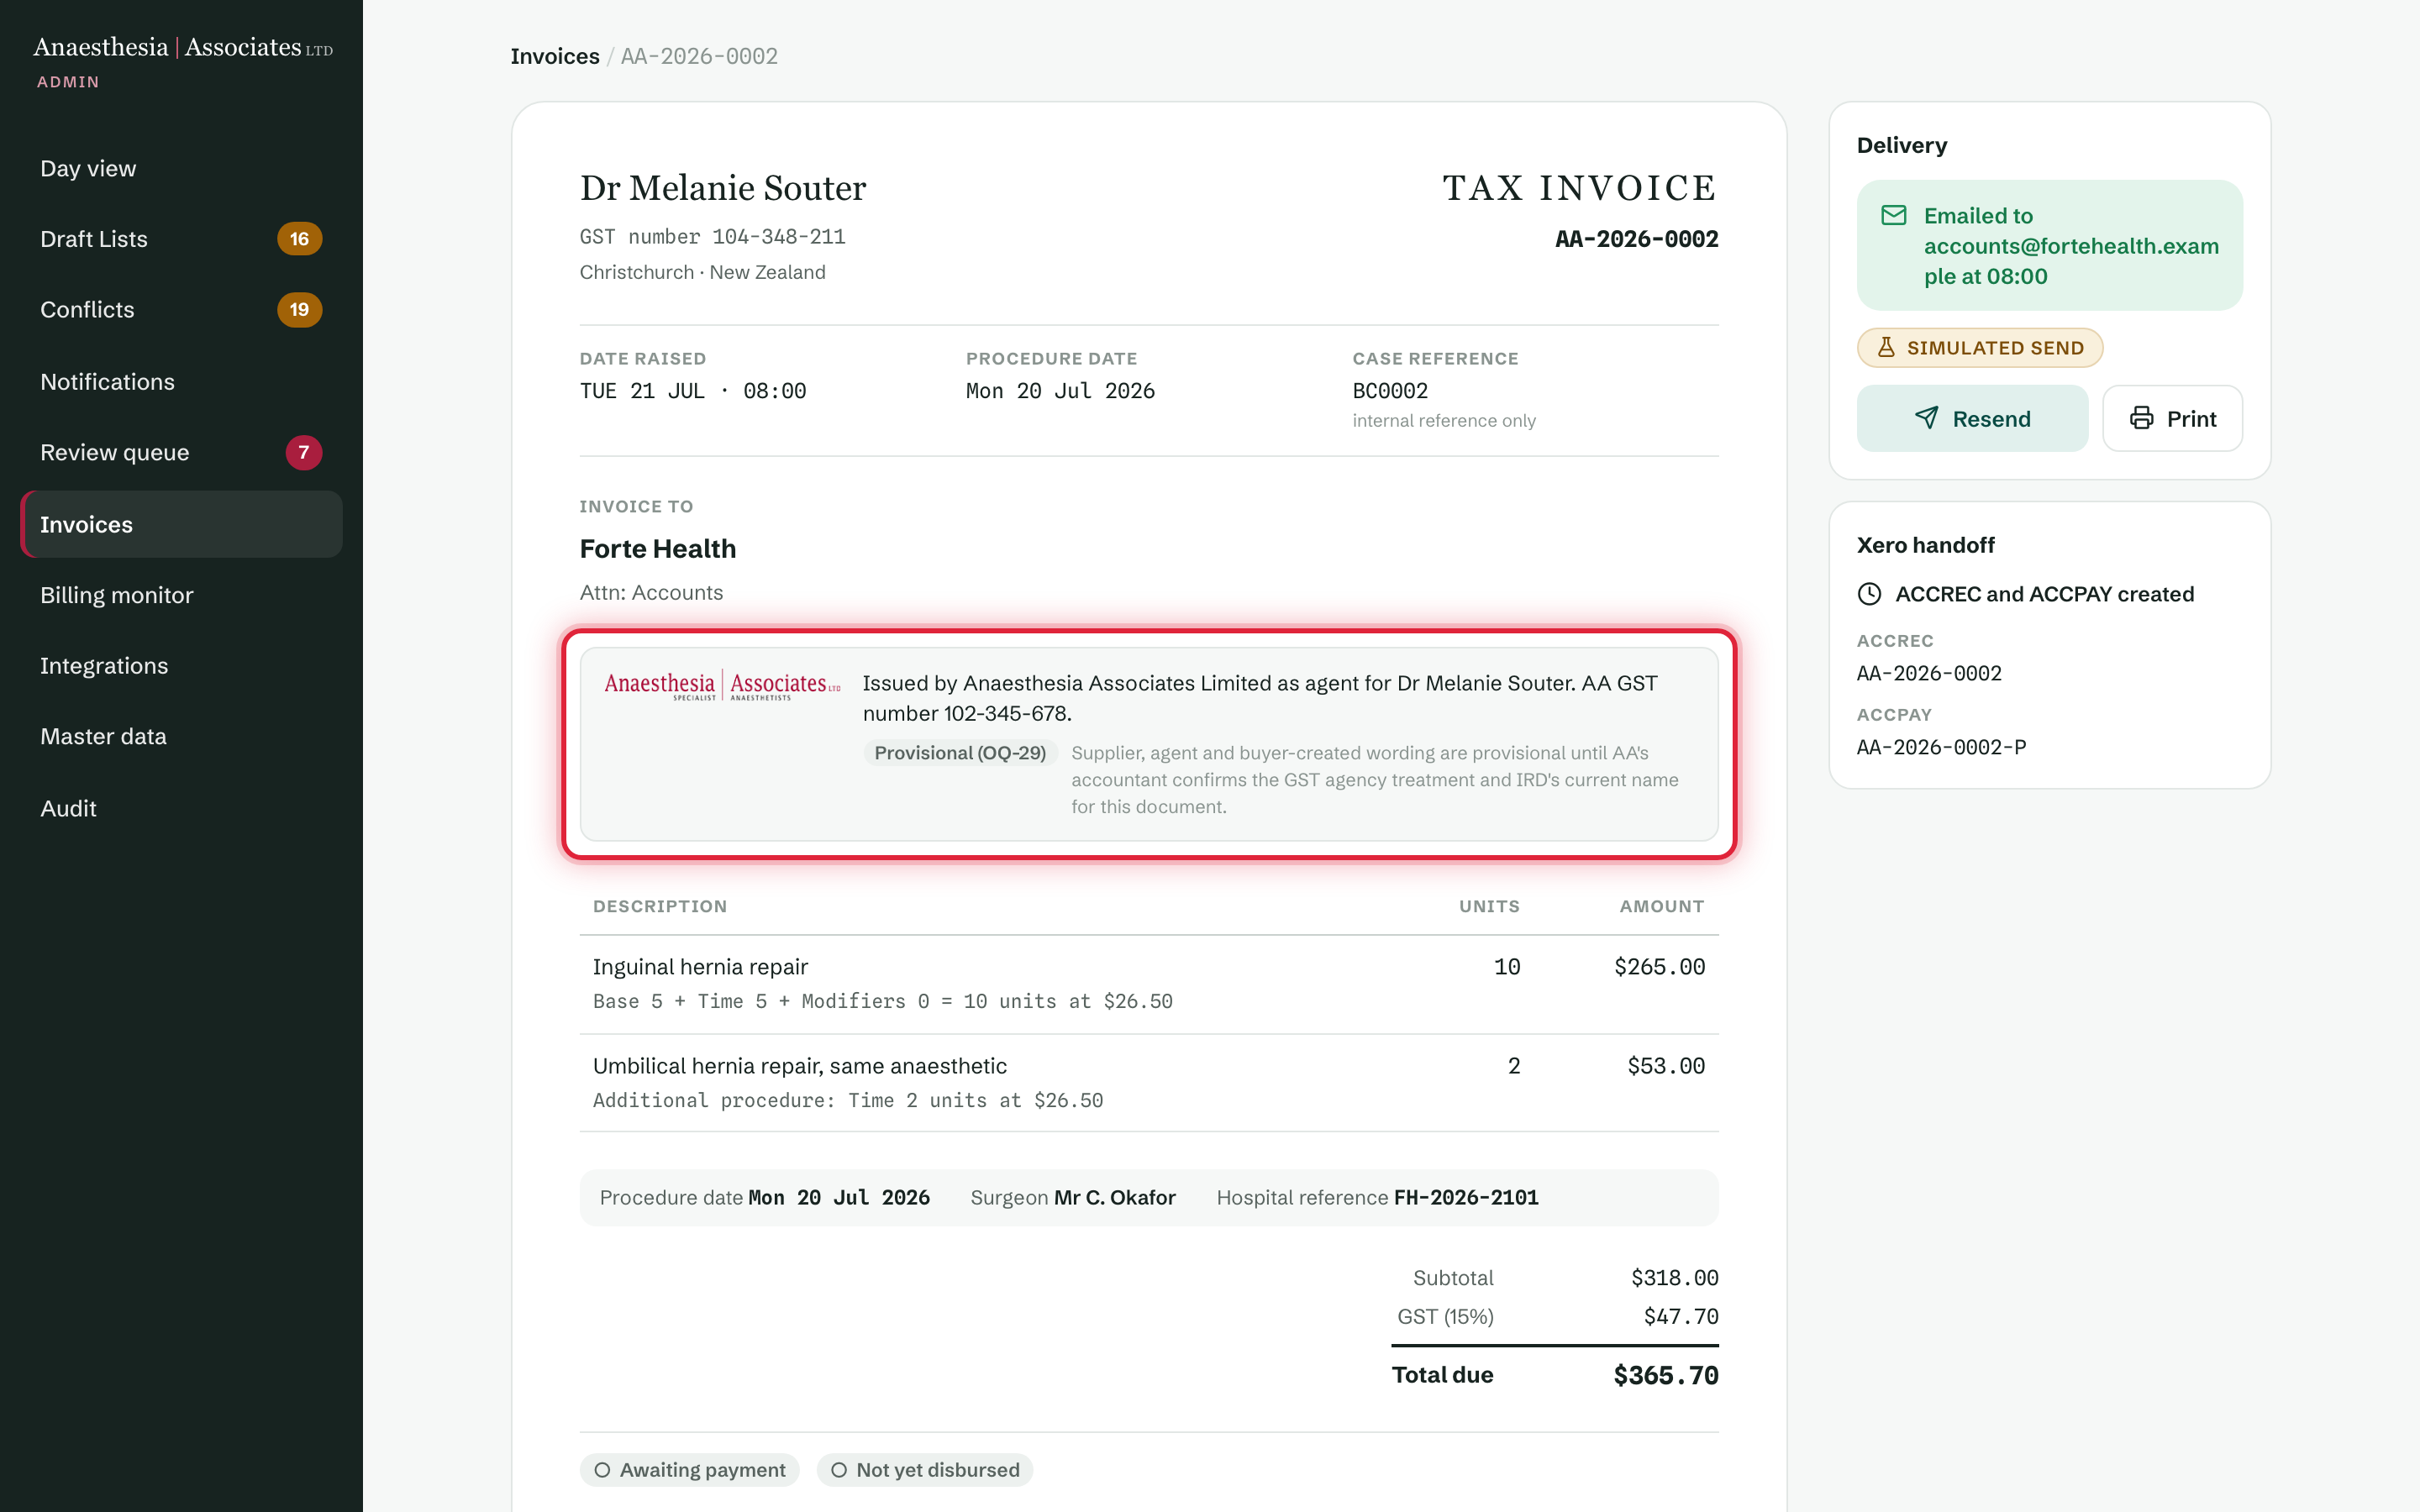 Anaesthesia | Associates LTD
ADMIN
Day view
Draft Lists 16
Conflicts 19
Notifications
Review queue 7
Invoices
Billing monitor
Integrations
Master data
Audit
Invoices / AA-2026-0002
Dr Melanie Souter
GST number 104-348-211
Christchurch · New Zealand
TAX INVOICE
AA-2026-0002
DATE RAISED
TUE 21 JUL · 08:00
PROCEDURE DATE
Mon 20 Jul 2026
CASE REFERENCE
BC0002
internal reference only
INVOICE TO
Forte Health
Attn: Accounts
Anaesthesia | Associates LTD
SPECIALIST ANAESTHETISTS
Issued by Anaesthesia Associates Limited as agent for Dr Melanie Souter. AA GST
number 102-345-678.
Provisional (OQ-29)
Supplier, agent and buyer-created wording are provisional until AA's
accountant confirms the GST agency treatment and IRD's current name
for this document.
DESCRIPTION UNITS AMOUNT
Inguinal hernia repair 10 $265.00
Base 5 + Time 5 + Modifiers 0 = 10 units at $26.50
Umbilical hernia repair, same anaesthetic 2 $53.00
Additional procedure: Time 2 units at $26.50
Procedure date Mon 20 Jul 2026 Surgeon Mr C. Okafor Hospital reference FH-2026-2101
Subtotal $318.00
GST (15%) $47.70
Total due $365.70
Awaiting payment Not yet disbursed
Delivery
Emailed to
accounts@fortehealth.exam
ple at 08:00
SIMULATED SEND
Resend Print
Xero handoff
ACCREC and ACCPAY created
ACCREC
AA-2026-0002
ACCPAY
AA-2026-0002-P